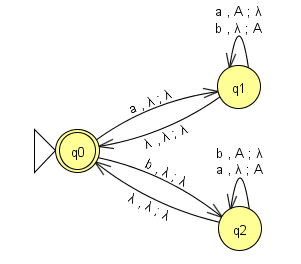 a , A ; λ
b , λ ; A
q1
a , λ ; λ
λ , λ ; λ
q0
b , λ ; λ
λ , λ ; λ
b , A ; λ
a , λ ; A
q2